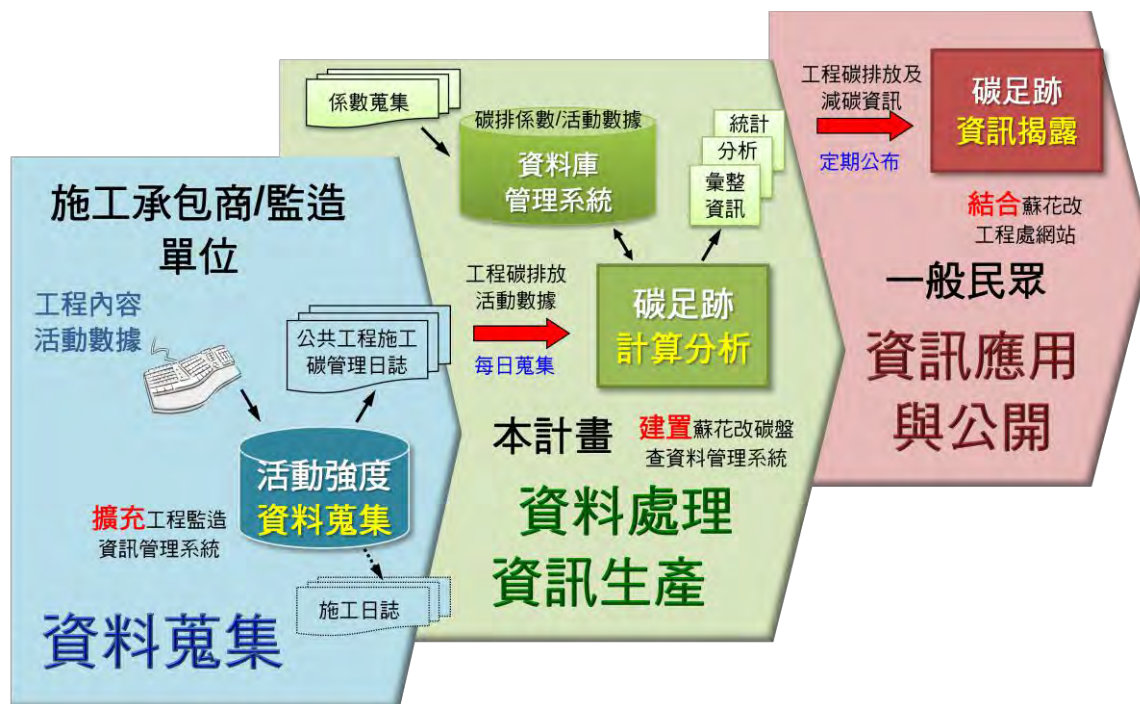 施工承包商/監造
單位
工程內容
活動數據
公共工程施工
碳管理日誌
活動強度
資料蒐集
擴充工程監造
資訊管理系統
施工日誌
資料蒐集
係數蒐集
碳排係數/活動數據
資料庫
管理系統
統計
分析
彙整
資訊
工程碳排放
活動數據
每日蒐集
碳足跡
計算分析
本計畫
建置蘇花改碳盤
查資料管理系統
資料處理
資訊生產
工程碳排放及
減碳資訊
定期公布
碳足跡
資訊揭露
結合蘇花改
工程處網站
一般民眾
資訊應用
與公開